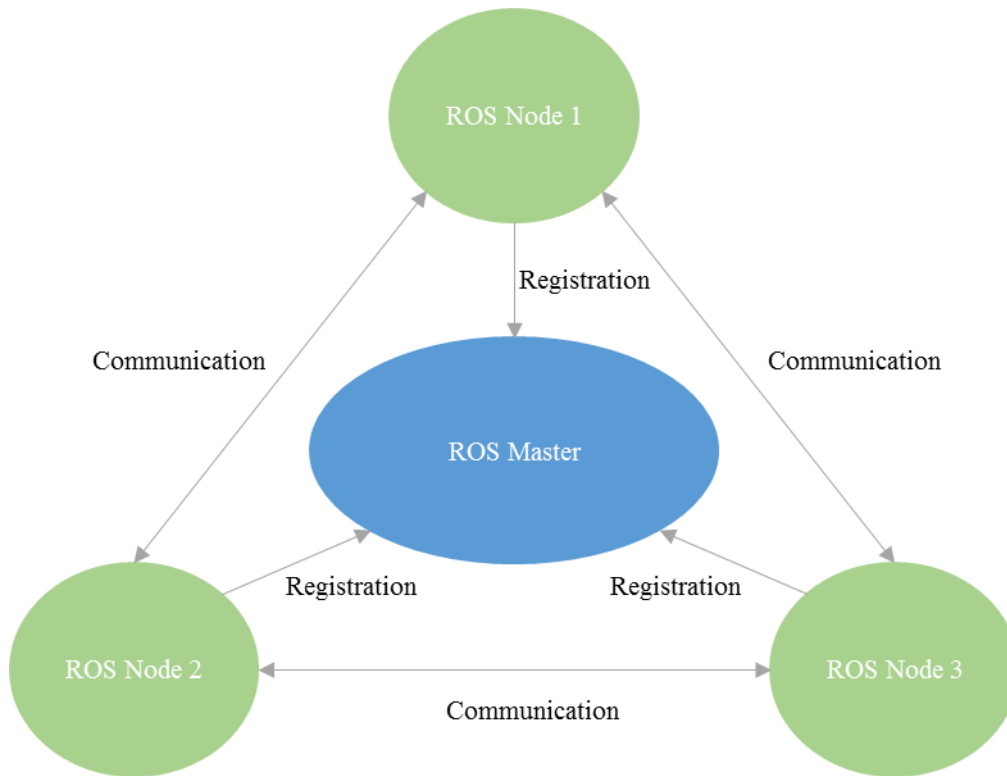 ROS Node 1
Registration
Communication
Communication
ROS Master
Registration
Registration
ROS Node 2
ROS Node 3
Communication